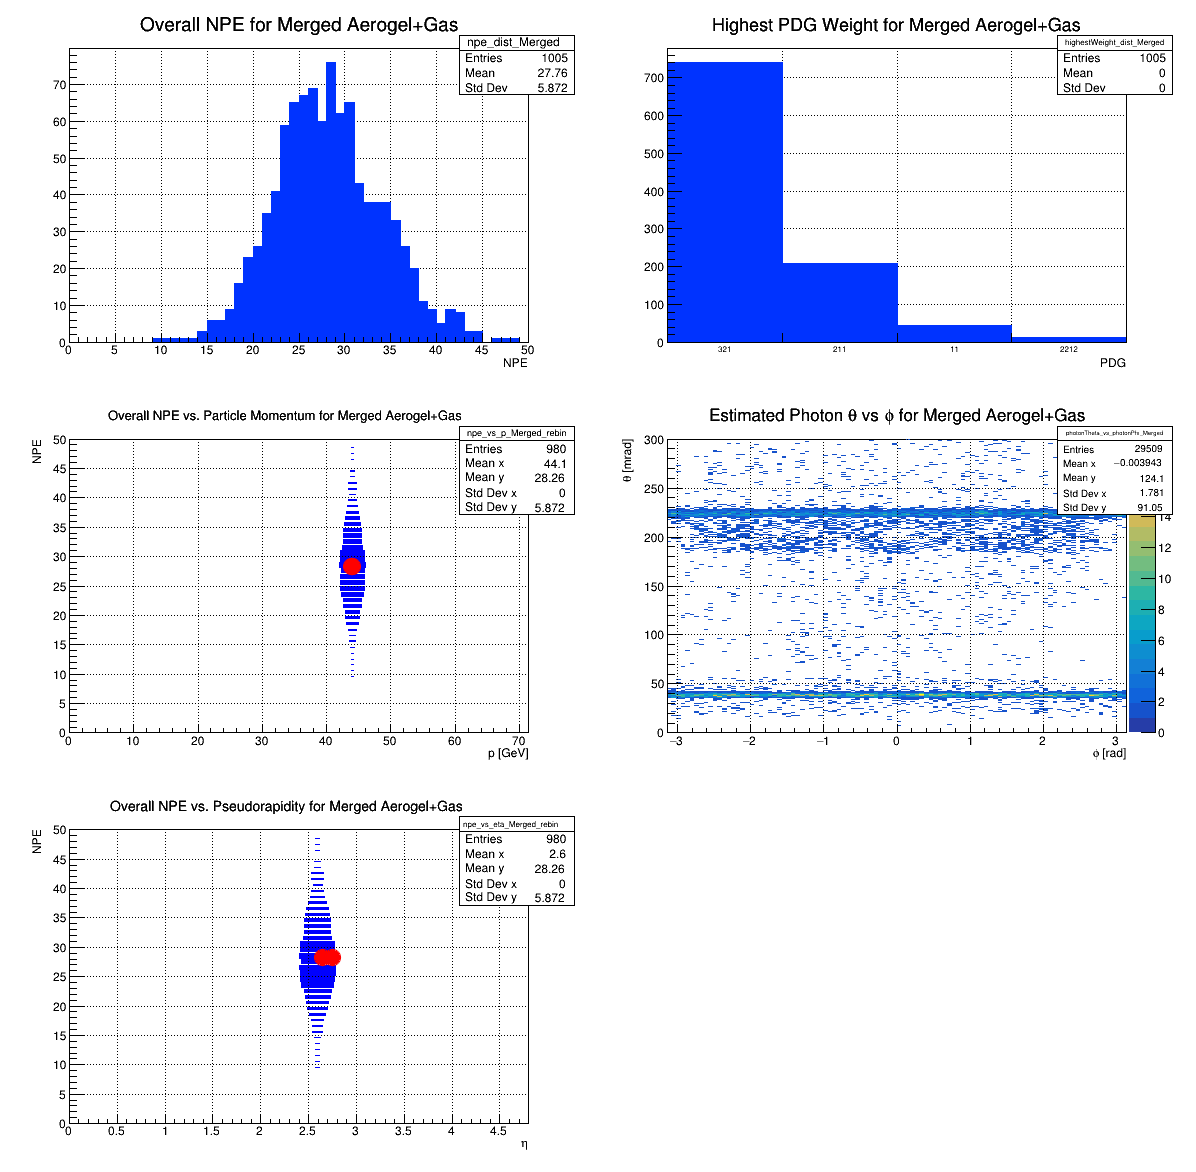 Overall NPE for Merged Aerogel+Gas
npe_dist_Merged
Entries 1005
Mean 27.76
Std Dev 5.872
70
60
50
40
30
20
10
0
0 5 10 15 20 25 30 35 40 45 50
NPE
Highest PDG Weight for Merged Aerogel+Gas
highestWeight_dist_Merged
Entries 1005
Mean 0
Std Dev 0
700
600
500
400
300
200
100
0
321 211 11 2212
PDG
Overall NPE vs. Particle Momentum for Merged Aerogel+Gas
npe_vs_p_Merged_rebin
Entries 980
Mean x 44.1
Mean y 28.26
Std Dev x 0
Std Dev y 5.872
NPE
50
45
40
35
30
25
20
15
10
5
0
0 10 20 30 40 50 60 70
p [GeV]
Estimated Photon θ vs ϕ for Merged Aerogel+Gas
photonTheta_vs_photonPhi_Merged
Entries 29509
Mean x −0.003943
Mean y 124.1
Std Dev x 1.781
Std Dev y 91.05
θ [mrad]
300
250
200
150
100
50
0
−3 −2 −1 0 1 2 3
ϕ [rad]
14
12
10
8
6
4
2
0
Overall NPE vs. Pseudorapidity for Merged Aerogel+Gas
npe_vs_eta_Merged_rebin
Entries 980
Mean x 2.6
Mean y 28.26
Std Dev x 0
Std Dev y 5.872
NPE
50
45
40
35
30
25
20
15
10
5
0
0 0.5 1 1.5 2 2.5 3 3.5 4 4.5
η